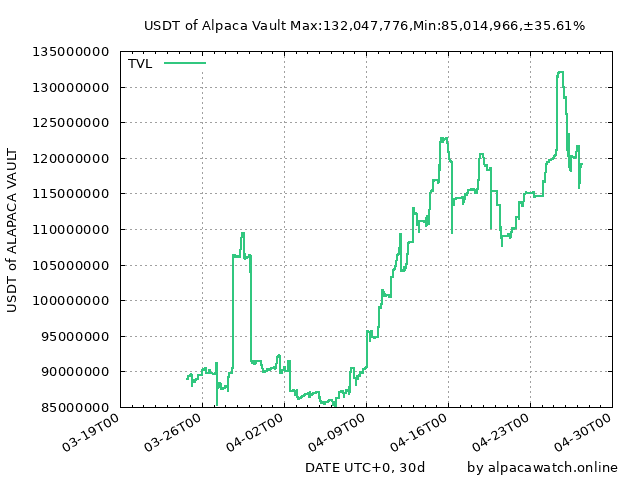 USDT of Alpaca Vault Max:132,047,776,Min:85,014,966,±35.61%
TVL
135000000
130000000
125000000
120000000
115000000
110000000
105000000
100000000
95000000
90000000
85000000
USDT of ALAPACA VAULT
03-19T00
03-26T00
04-02T00
04-09T00
04-16T00
04-23T00
04-30T00
DATE UTC+0, 30d
by alpacawatch.online